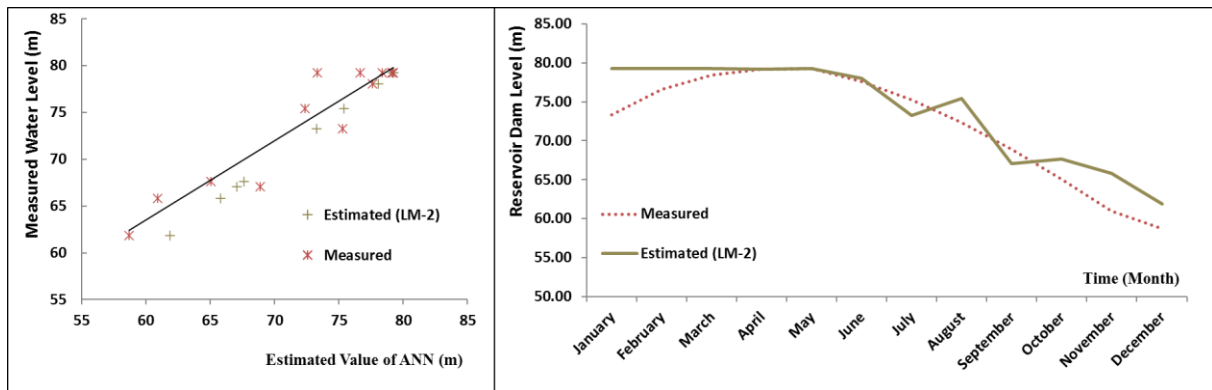 Measured Water Level (m)
85
80
75
70
65
60
55
55 60 65 70 75 80 85
Estimated (LM-2)
Measured
Estimated Value of ANN (m)
Reservoir Dam Level (m)
85.00
80.00
75.00
70.00
65.00
60.00
55.00
50.00
Measured
Estimated (LM-2)
Time (Month)
January
February
March
April
May
June
July
August
September
October
November
December